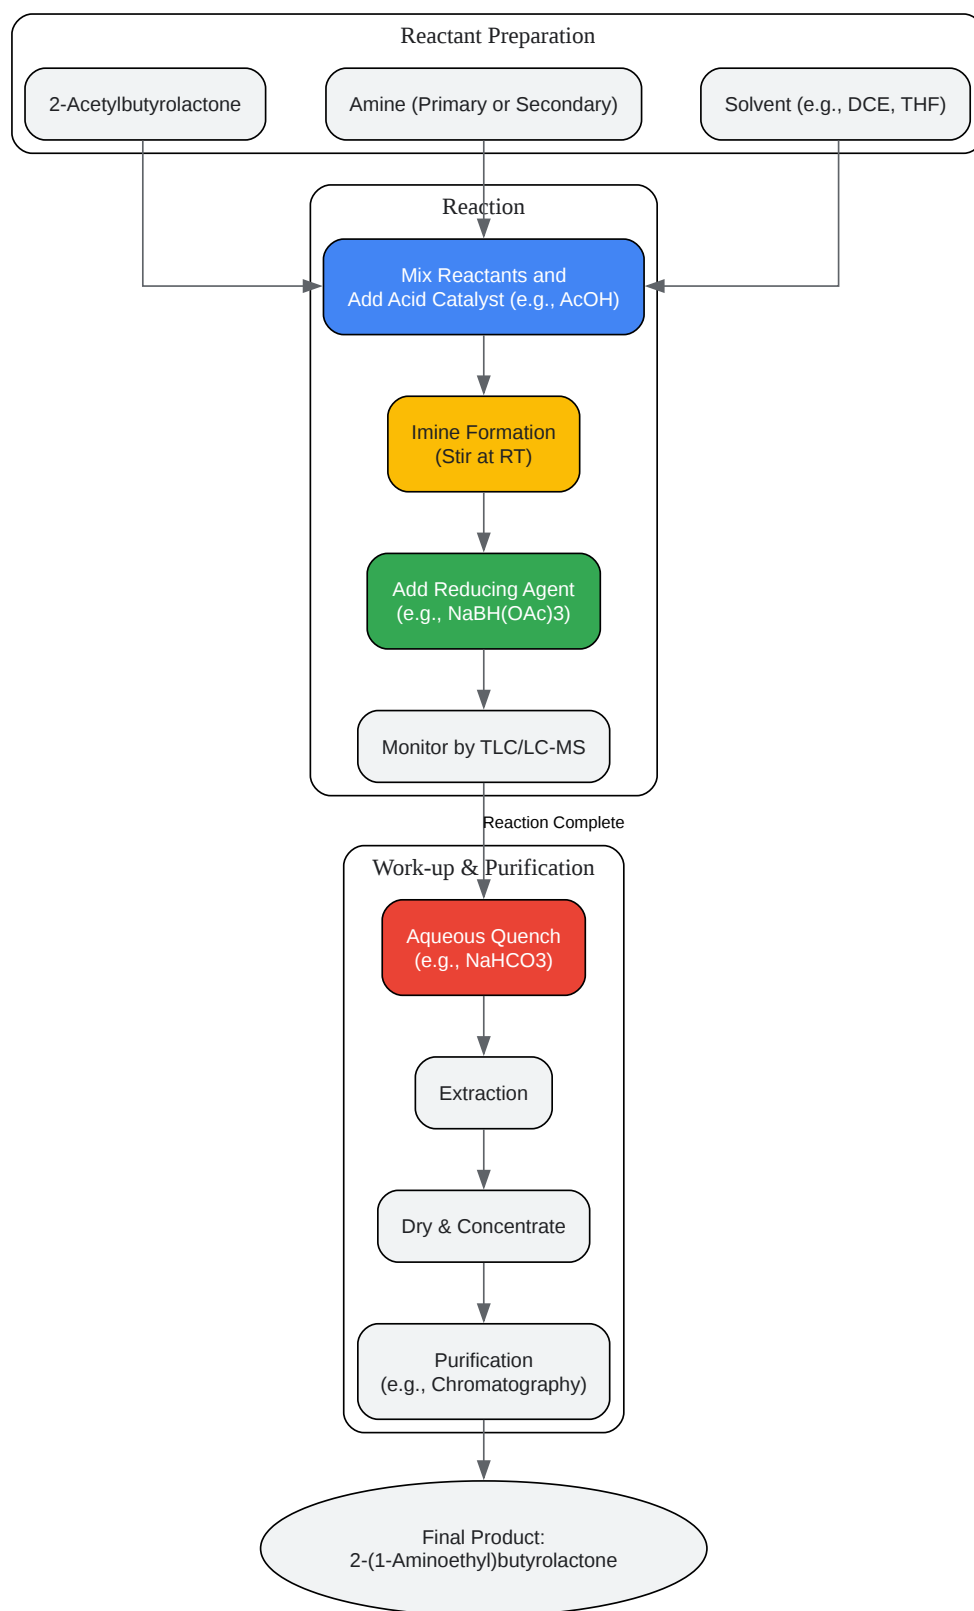 Reactant Preparation
2-Acetylbutyrolactone
Amine (Primary or Secondary)
Solvent (e.g., DCE, THF)
Reaction
Mix Reactants and
Add Acid Catalyst (e.g., AcOH)
Imine Formation
(Stir at RT)
Add Reducing Agent
(e.g., NaBH(OAc)3)
Monitor by TLC/LC-MS
Reaction Complete
Work-up & Purification
Aqueous Quench
(e.g., NaHCO3)
Extraction
Dry & Concentrate
Purification
(e.g., Chromatography)
Final Product:
2-(1-Aminoethyl)butyrolactone